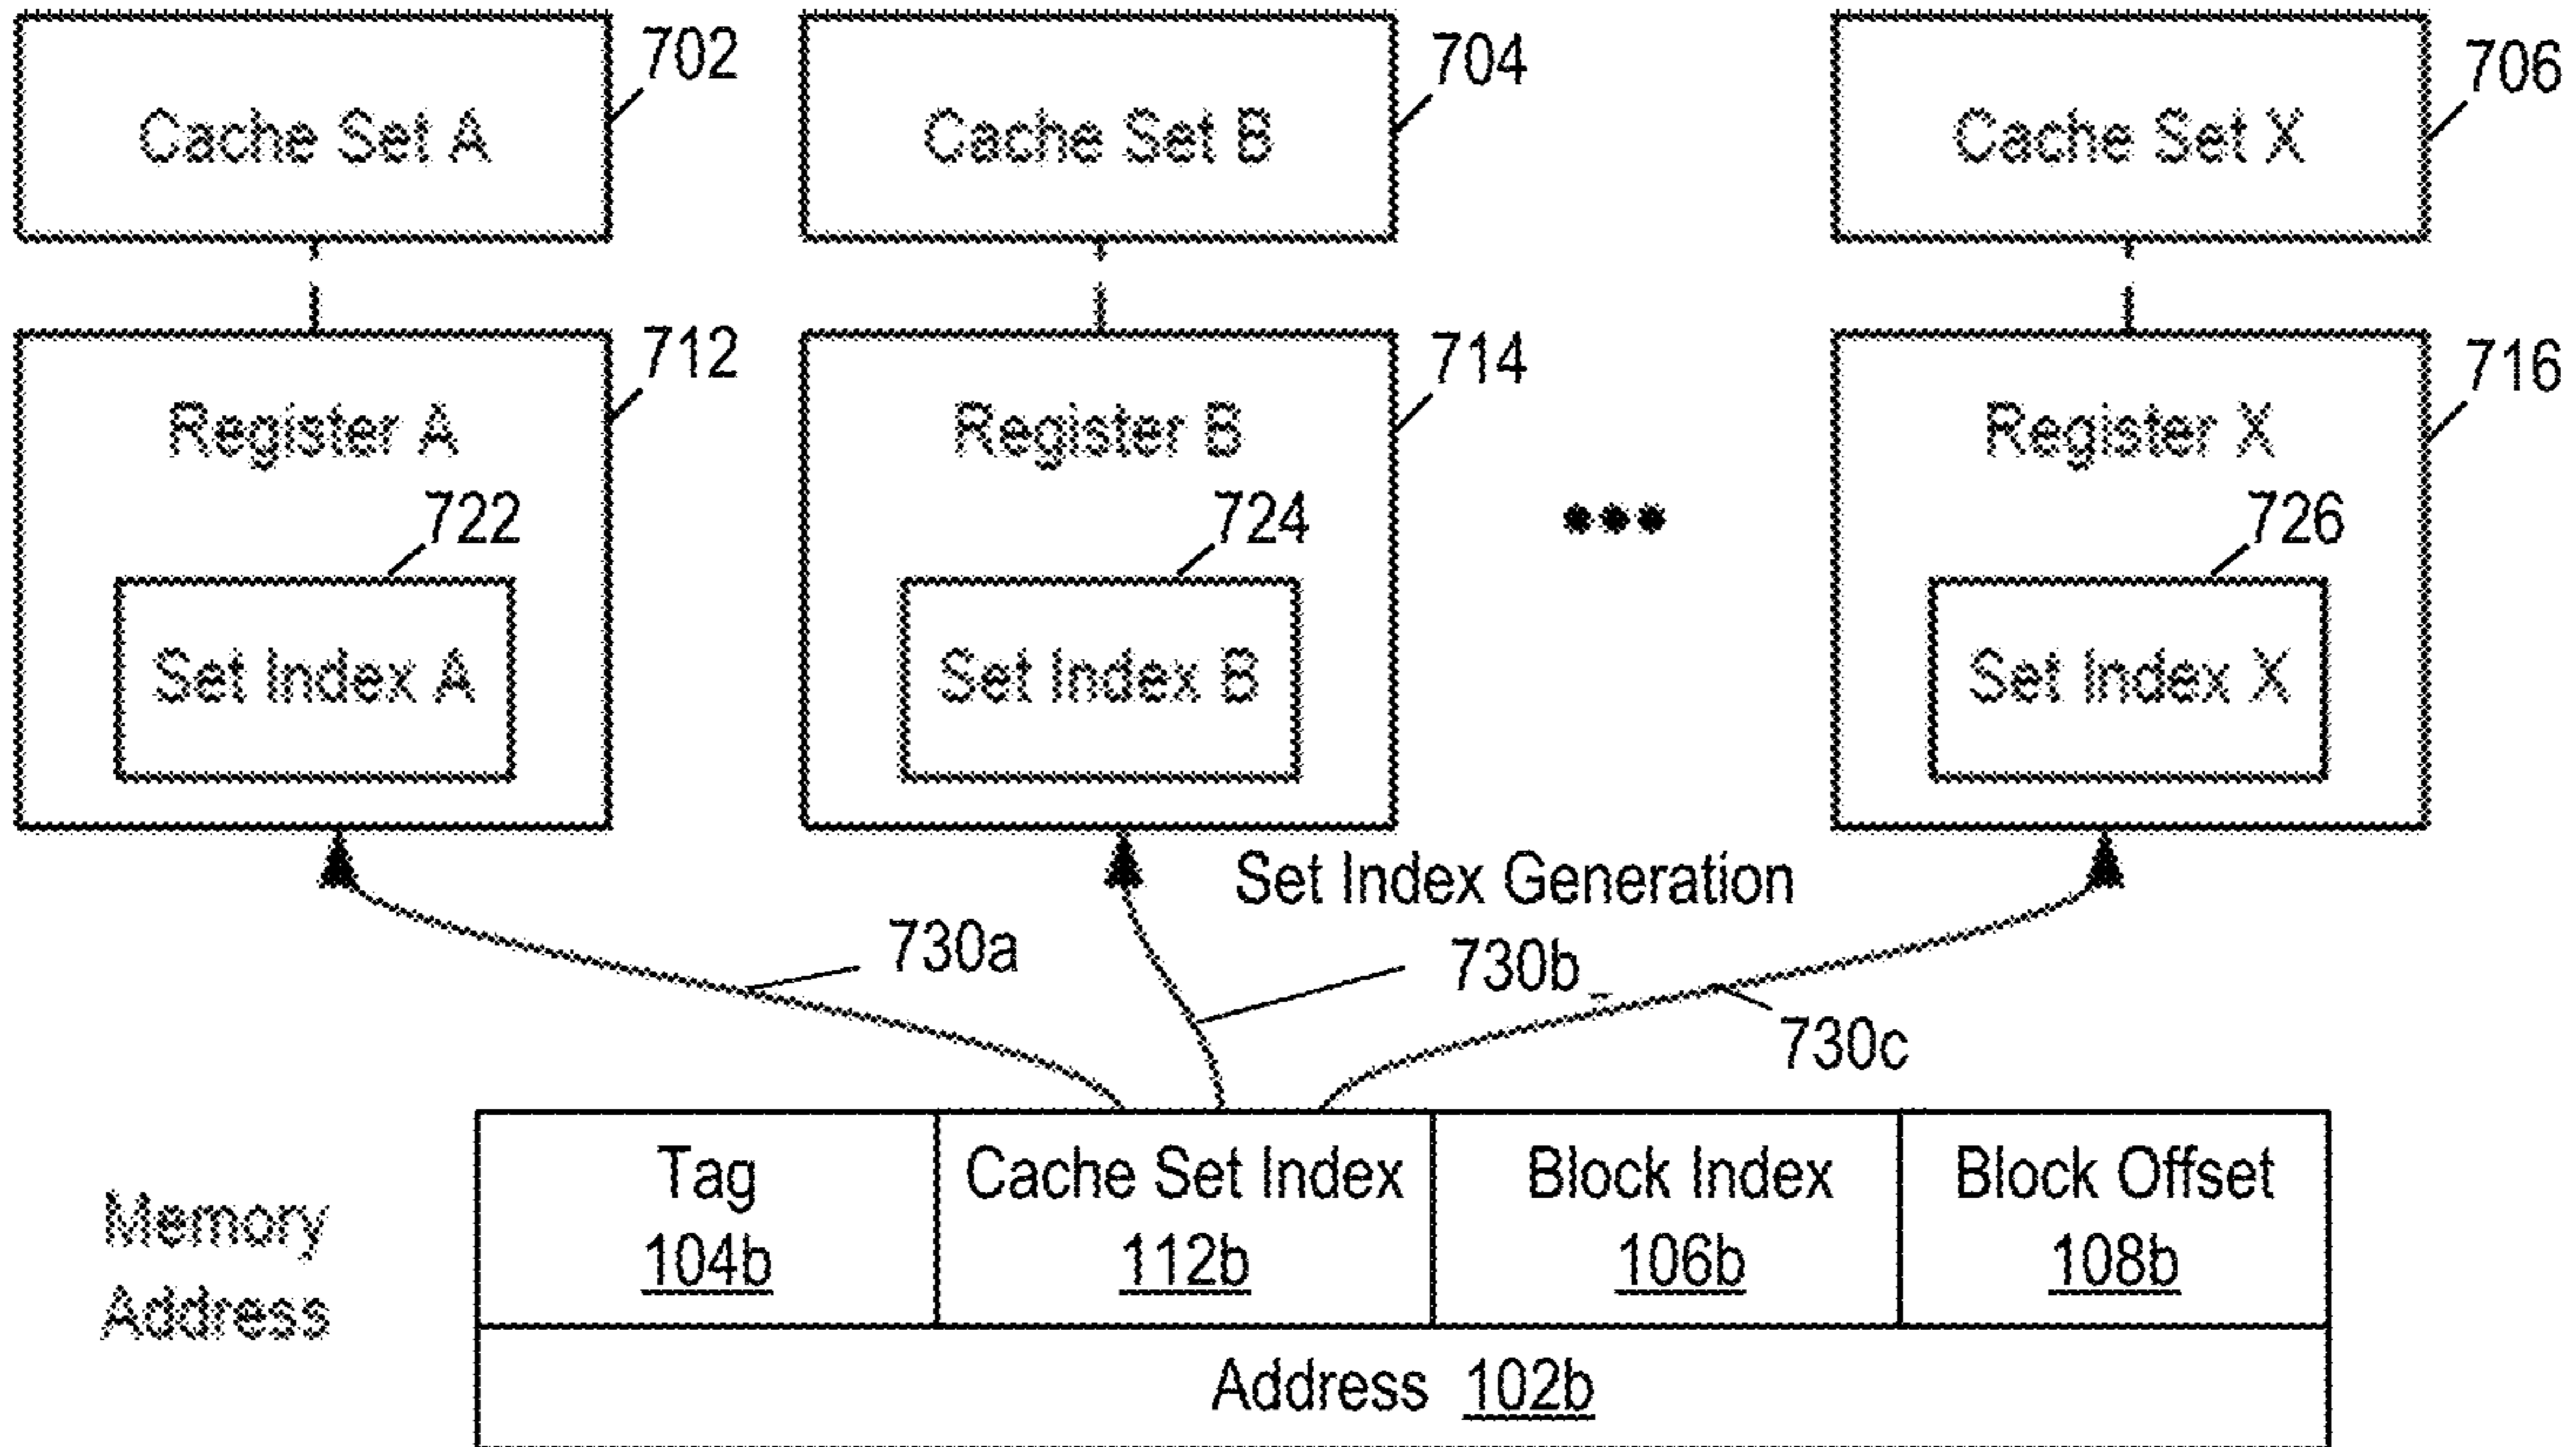 702
704
706
Cache Set A
Cache Set B
Cache Set X
712
714
716
Register A
Register B
Register X
722
724
726
Set Index A
Set Index B
Set Index X
Set Index Generation
730a
730b
730c
Memory
Address
Tag
104b
Cache Set Index
112b
Block Index
106b
Block Offset
108b
Address 102b